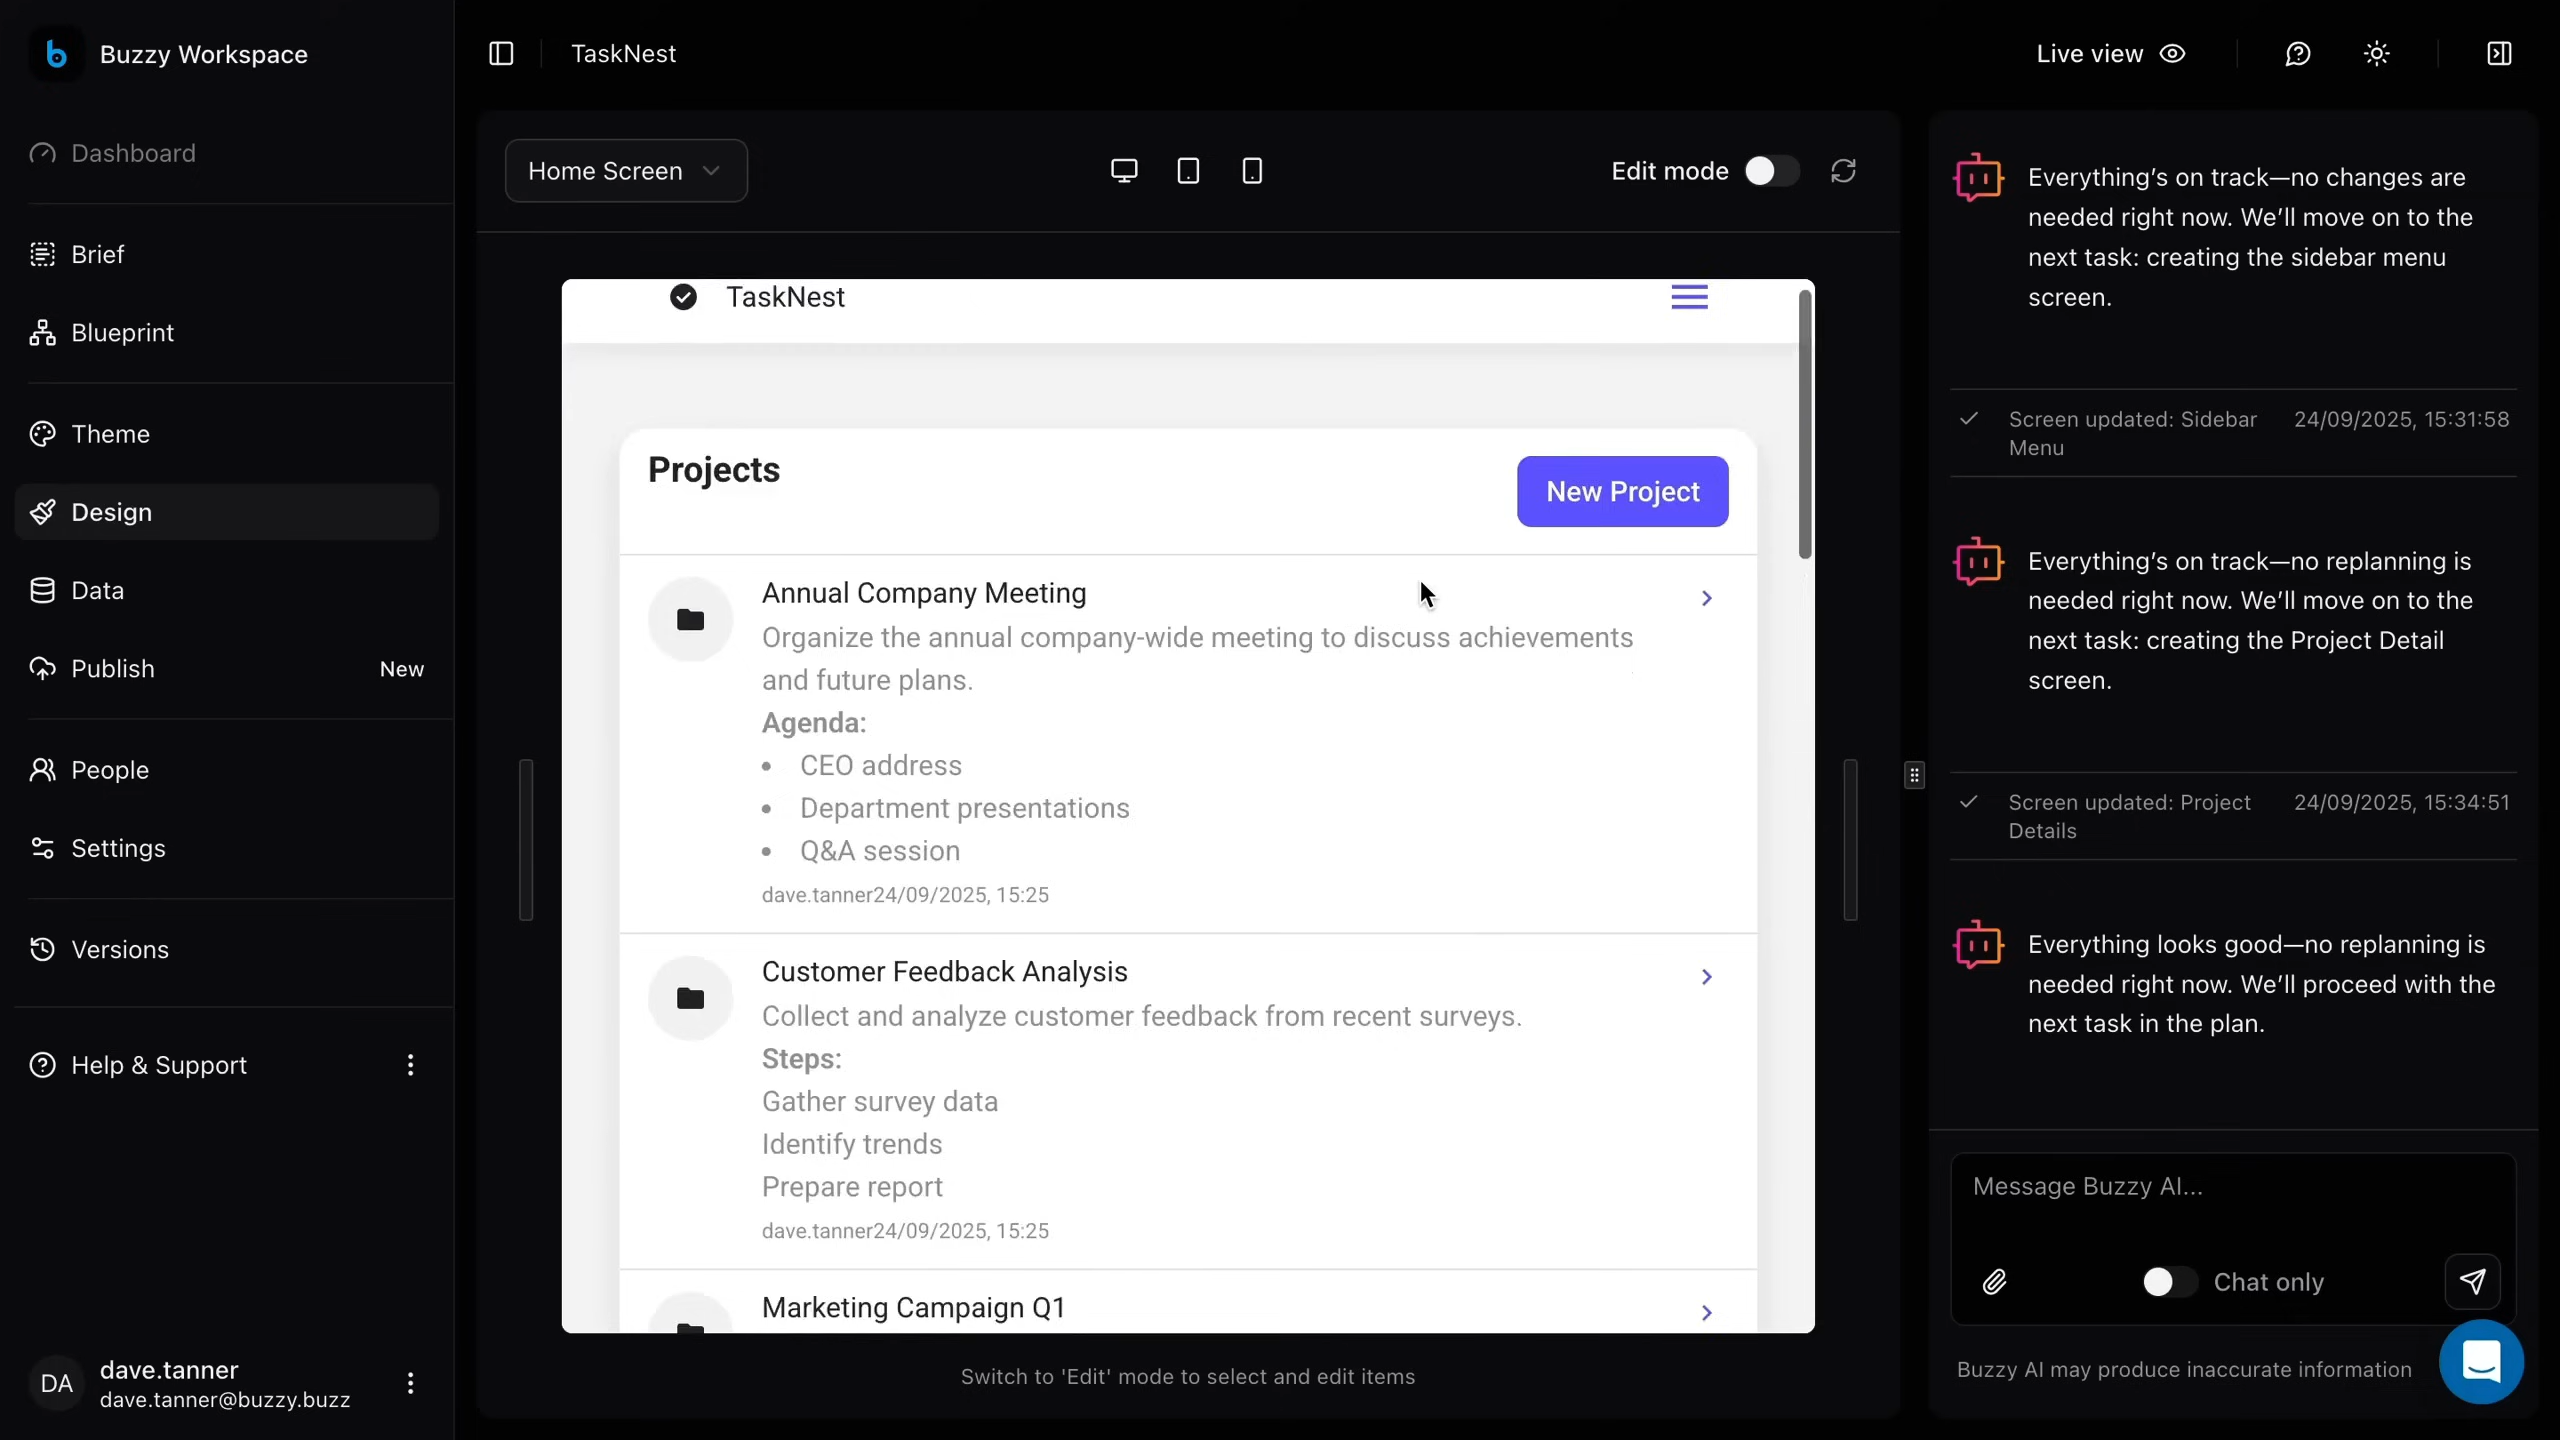 Buzzy Workspace
Dashboard
Brief
Blueprint
Theme
Design
Data
Publish
New
People
Settings
Versions
Help & Support
DA
dave.tanner
dave.tanner@buzzy.buzz
TaskNest
Live view
Home Screen
Edit mode
TaskNest
Projects
New Project
Annual Company Meeting
Organize the annual company-wide meeting to discuss achievements
and future plans.
Agenda:
• CEO address
• Department presentations
• Q&A session
dave.tanner24/09/2025, 15:25
Customer Feedback Analysis
Collect and analyze customer feedback from recent surveys.
Steps:
Gather survey data
Identify trends
Prepare report
dave.tanner24/09/2025, 15:25
Marketing Campaign Q1
Switch to 'Edit' mode to select and edit items
Everything’s on track—no changes are
needed right now. We’ll move on to the
next task: creating the sidebar menu
screen.
Screen updated: Sidebar
Menu
24/09/2025, 15:31:58
Everything’s on track—no replanning is
needed right now. We’ll move on to the
next task: creating the Project Detail
screen.
Screen updated: Project
Details
24/09/2025, 15:34:51
Everything looks good—no replanning is
needed right now. We’ll proceed with the
next task in the plan.
Message Buzzy AI...
Chat only
Buzzy AI may produce inaccurate information